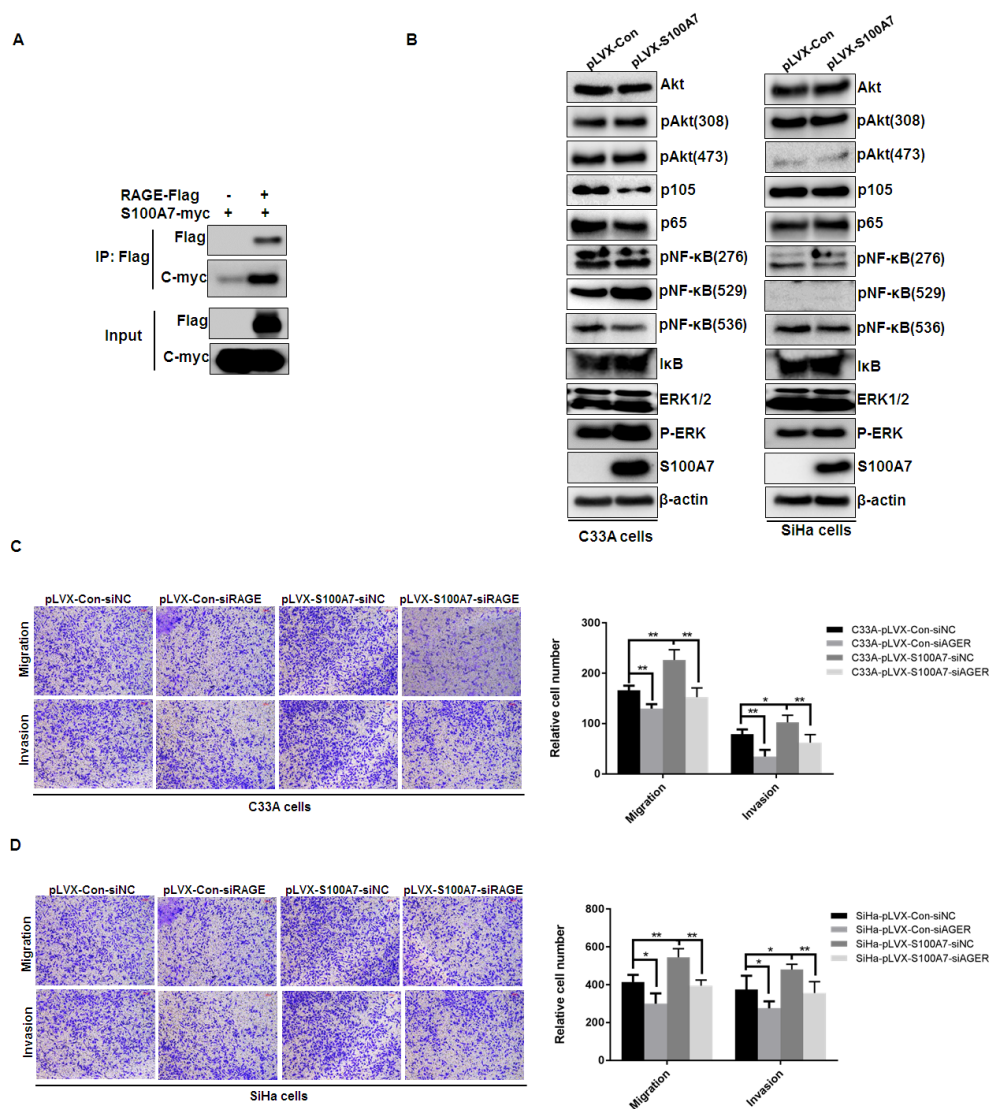 A
RAGE-Flag - +
S100A7-myc + +
IP: Flag
Flag
C-myc
Input
Flag
C-myc
B
pLVX-Con pLVX-S100A7
Akt
pAkt(308)
pAkt(473)
p105
p65
pNF-κB(276)
pNF-κB(529)
pNF-κB(536)
IκB
ERK1/2
P-ERK
S100A7
β-actin
C33A cells
pLVX-Con pLVX-S100A7
Akt
pAkt(308)
pAkt(473)
p105
p65
pNF-κB(276)
pNF-κB(529)
pNF-κB(536)
IκB
ERK1/2
P-ERK
S100A7
β-actin
SiHa cells
C
pLVX-Con-siNC pLVX-Con-siRAGE pLVX-S100A7-siNC pLVX-S100A7-siRAGE
Migration
Invasion
C33A cells
Relative cell number
300
200
100
0
** **
**
* **
**
Migration
Invasion
C33A-pLVX-Con-siNC
C33A-pLVX-Con-siAGER
C33A-pLVX-S100A7-siNC
C33A-pLVX-S100A7-siAGER
D
pLVX-Con-siNC pLVX-Con-siRAGE pLVX-S100A7-siNC pLVX-S100A7-siRAGE
Migration
Invasion
SiHa cells
Relative cell number
800
600
400
200
0
** **
*
* **
*
Migration
Invasion
SiHa-pLVX-Con-siNC
SiHa-pLVX-Con-siAGER
SiHa-pLVX-S100A7-siNC
SiHa-pLVX-S100A7-siAGER